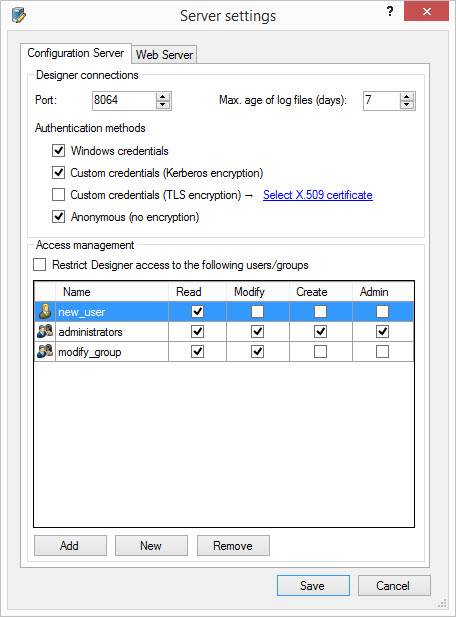 Server settings
?
Configuration Server Web Server
Designer connections
Port: 8064 Max. age of log files (days): 7
Authentication methods
Windows credentials
Custom credentials (Kerberos encryption)
Custom credentials (TLS encryption) → Select X.509 certificate
Anonymous (no encryption)
Access management
Restrict Designer access to the following users/groups
Name Read Modify Create Admin
new_user
administrators
modify_group
Add New Remove
Save Cancel